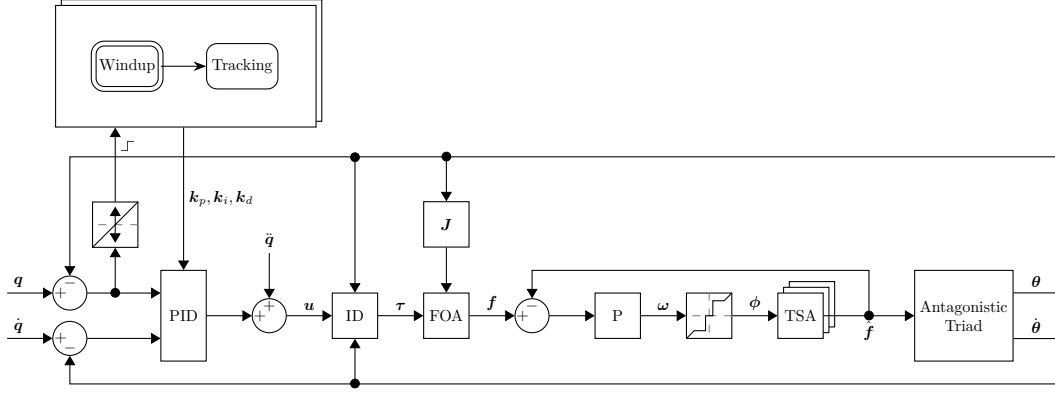 Windup
Tracking
k_p, k_i, k_d
J
q
q̈
θ
−
+
PID
+
+
u
ID
τ
FOA
f
+
−
P
ω
ϕ
TSA
f̂
Antagonistic
Triad
q̇
+
−
θ̇